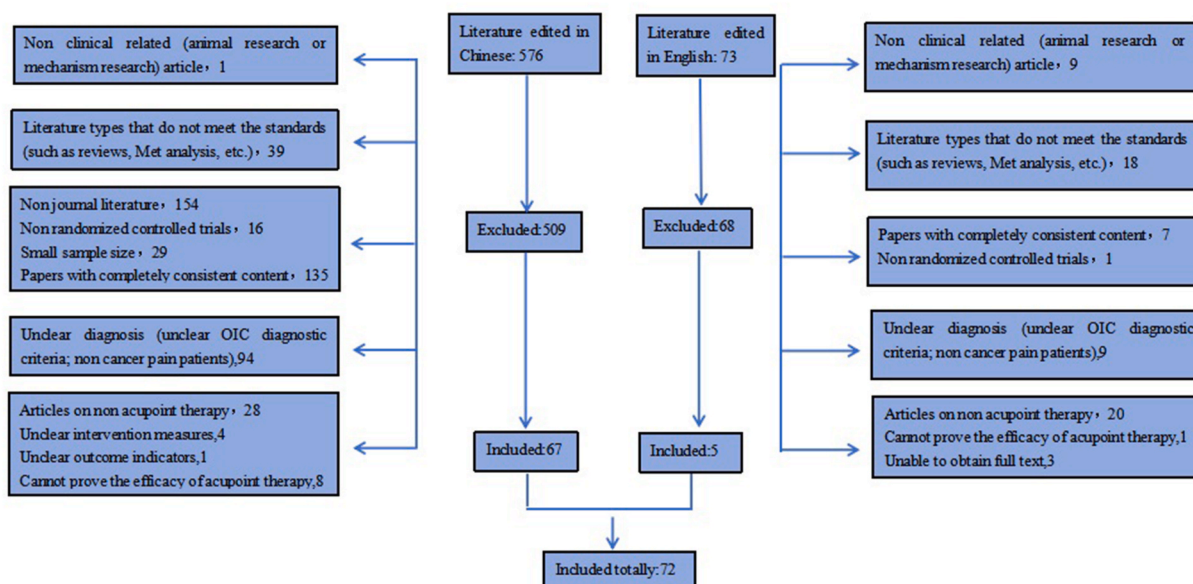 Literature edited in
Chinese: 576
Literature edited
in English: 73
Non clinical related (animal research or
mechanism research) article，1
Literature types that do not meet the standards
(such as reviews, Met analysis, etc.)，39
Non journal literature，154
Non randomized controlled trials，16
Small sample size，29
Papers with completely consistent content，135
Unclear diagnosis (unclear OIC diagnostic
criteria; non cancer pain patients),94
Articles on non acupoint therapy，28
Unclear intervention measures,4
Unclear outcome indicators,1
Cannot prove the efficacy of acupoint therapy,8
Excluded:509
Excluded:68
Included:67
Included:5
Non clinical related (animal research or
mechanism research) article，9
Literature types that do not meet the standards
(such as reviews, Met analysis, etc.)，18
Papers with completely consistent content，7
Non randomized controlled trials，1
Unclear diagnosis (unclear OIC diagnostic
criteria; non cancer pain patients),9
Articles on non acupoint therapy，20
Cannot prove the efficacy of acupoint therapy,1
Unable to obtain full text,3
Included totally:72